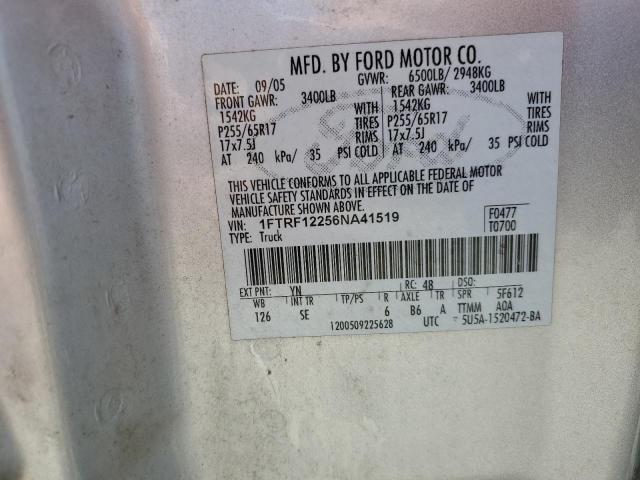 MFD. BY FORD MOTOR CO.
DATE: 09/05 GVWR: 6500LB/ 2948KG
FRONT GAWR: 3400LB REAR GAWR: 3400LB
1542KG WITH 1542KG WITH
P255/65R17 TIRES P255/65R17 TIRES
17x7.5J RIMS 17x7.5J RIMS
AT 240 kPa/ 35 PSI COLD AT 240 kPa/ 35 PSI COLD
THIS VEHICLE CONFORMS TO ALL APPLICABLE FEDERAL MOTOR
VEHICLE SAFETY STANDARDS IN EFFECT ON THE DATE OF
MANUFACTURE SHOWN ABOVE.
VIN: 1FTRF12256NA41519 F0477
TYPE: Truck T0700
EXT PNT: YN RC: 48 DSO:
WB INT TR TP/PS R AXLE TR SPR 5F612
126 SE 6 B6 A TTMM AOA
1200509225628 UTC 5U5A-1520472-BA
Ford